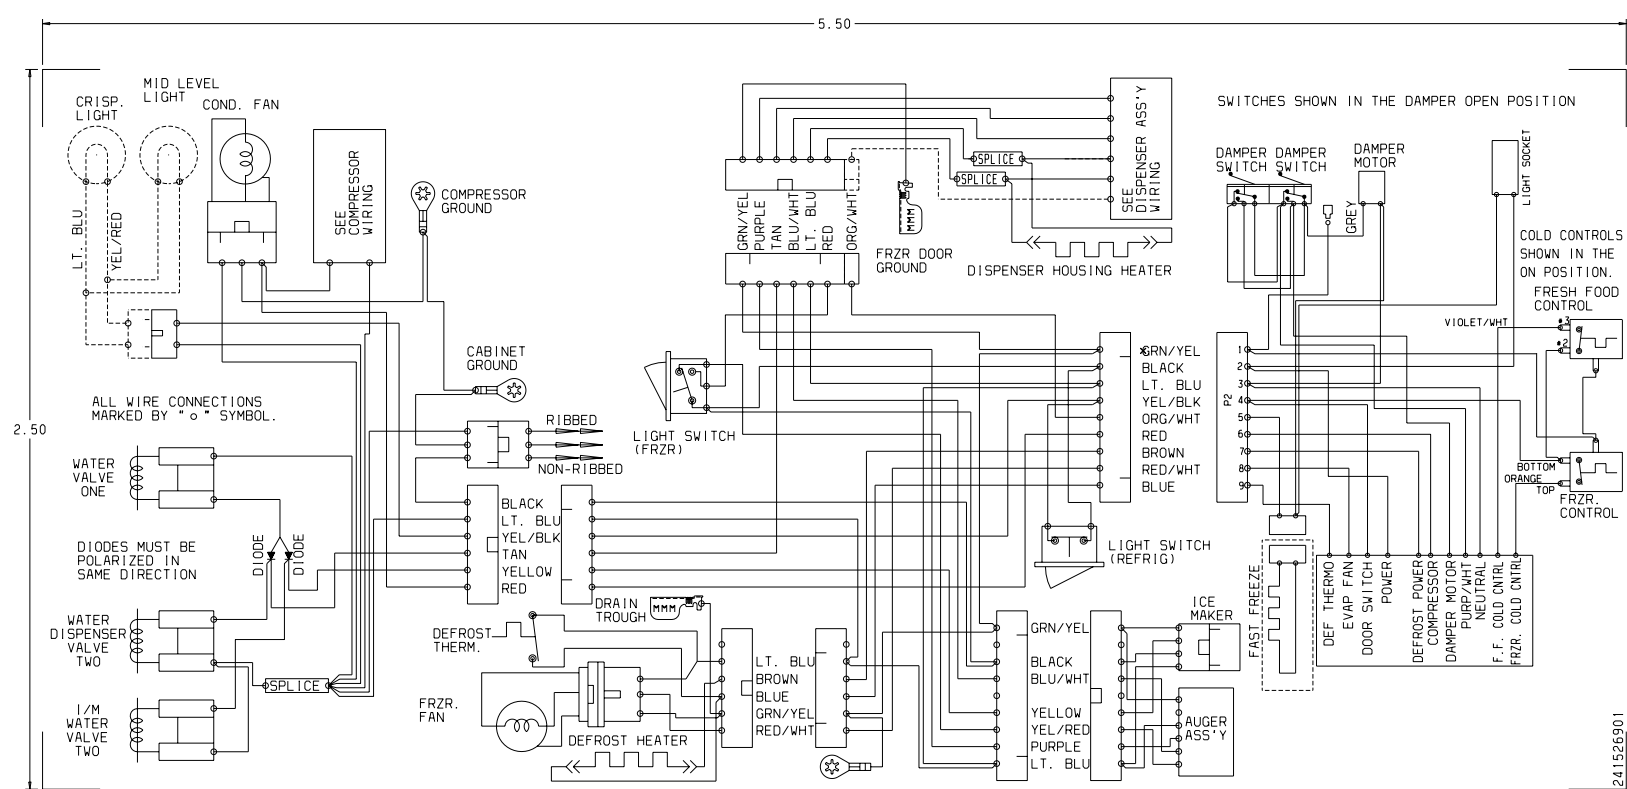 5.50
2.50
CRISP.
LIGHT
MID LEVEL
LIGHT
COND. FAN
LT. BLU
YEL/RED
SEE
COMPRESSOR
WIRING
COMPRESSOR
GROUND
CABINET
GROUND
ALL WIRE CONNECTIONS
MARKED BY "o" SYMBOL.
WATER
VALVE
ONE
DIODES MUST BE
POLARIZED IN
SAME DIRECTION
DIODE
DIODE
WATER
DISPENSER
VALVE
TWO
SPLICE
I/M
WATER
VALVE
TWO
RIBBED
NON-RIBBED
BLACK
LT. BLU
YEL/BLK
TAN
YELLOW
RED
GRN/YEL
PURPLE
TAN
BLU/WHT
LT. BLU
RED
ORG/WHT
FRZR DOOR
GROUND
SPLICE
SPLICE
SEE
DISPENSER ASS'Y
WIRING
DISPENSER HOUSING HEATER
LIGHT SWITCH
(FRZR)
GRN/YEL
BLACK
LT. BLU
YEL/BLK
ORG/WHT
RED
BROWN
RED/WHT
BLUE
LIGHT SWITCH
(REFRIG)
DRAIN
TROUGH
DEFROST
THERM.
FRZR.
FAN
DEFROST HEATER
LT. BLU
BROWN
BLUE
GRN/YEL
RED/WHT
GRN/YEL
BLACK
BLU/WHT
YELLOW
YEL/RED
PURPLE
LT. BLU
ICE
MAKER
AUGER
ASS'Y
SWITCHES SHOWN IN THE DAMPER OPEN POSITION
DAMPER
SWITCH
DAMPER
SWITCH
DAMPER
MOTOR
GREY
LIGHT SOCKET
COLD CONTROLS
SHOWN IN THE
ON POSITION.
FRESH FOOD
CONTROL
VIOLET/WHT
#3
#2
P2
1
2
3
4
5
6
7
8
9
BOTTOM
ORANGE
TOP
FRZR.
CONTROL
FAST FREEZE
DEF THERMO
EVAP FAN
DOOR SWITCH
POWER
DEFROST POWER
COMPRESSOR
DAMPER MOTOR
PURP/WHT
NEUTRAL
F.F. COLD CNTRL
FRZR. COLD CNTRL
241526901